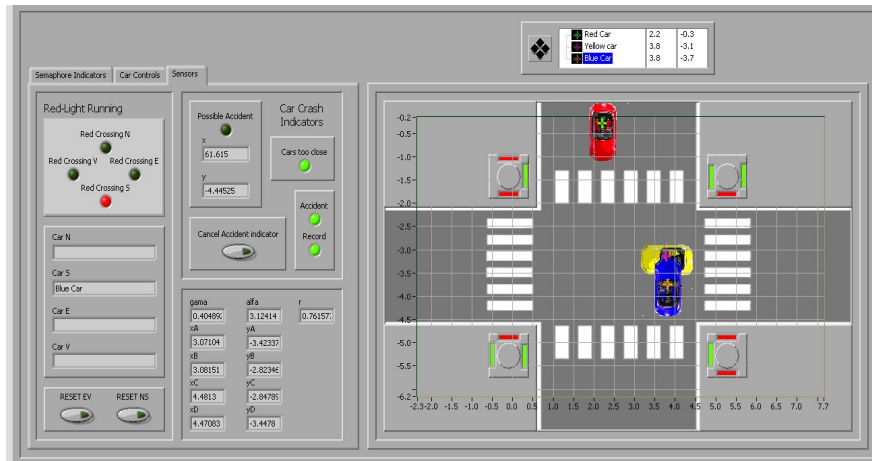 Red Car 2.2 -0.3
Yellow car 3.8 -3.1
Blue Car 3.8 -3.7
Semaphore Indicators Car Controls Sensors
Red-Light Running
Red Crossing N
Red Crossing V Red Crossing E
Red Crossing S
Car N
Car S
Blue Car
Car E
Car V
RESET EV RESET NS
Possible Accident
x
61.615
y
-4.44525
Car Crash
Indicators
Cars too close
Accident
Record
Cancel Accident indicator
gama alfa r
0.40489 3.12414 0.76157
xA yA
3.07104 -3.42337
xB yB
3.08151 -2.8234
xC yC
4.4813 -2.8478
xD yD
4.47083 -3.4478
-0.2
-0.5
-1.0
-1.5
-2.0
-2.5
-3.0
-3.5
-4.0
-4.5
-5.0
-5.5
-6.2
-2.3 -2.0 -1.5 -1.0 -0.5 0.0 0.5 1.0 1.5 2.0 2.5 3.0 3.5 4.0 4.5 5.0 5.5 6.0 6.5 7.0 7.7